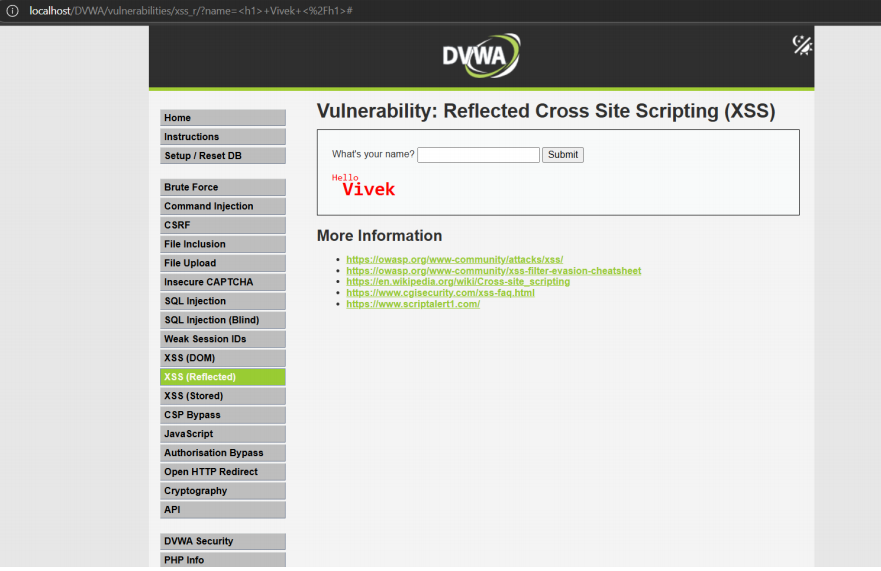 localhost/DVWA/vulnerabilities/xss_r/?name=<h1>+Vivek+<%2Fh1>#
DVWA
Home
Instructions
Setup / Reset DB
Brute Force
Command Injection
CSRF
File Inclusion
File Upload
Insecure CAPTCHA
SQL Injection
SQL Injection (Blind)
Weak Session IDs
XSS (DOM)
XSS (Reflected)
XSS (Stored)
CSP Bypass
JavaScript
Authorisation Bypass
Open HTTP Redirect
Cryptography
API
DVWA Security
PHP Info
Vulnerability: Reflected Cross Site Scripting (XSS)
What's your name? Submit
Hello
Vivek
More Information
https://owasp.org/www-community/attacks/xss/
https://owasp.org/www-community/xss-filter-evasion-cheatsheet
https://en.wikipedia.org/wiki/Cross-site_scripting
https://www.cgisecurity.com/xss-faq.html
https://www.scriptalert1.com/